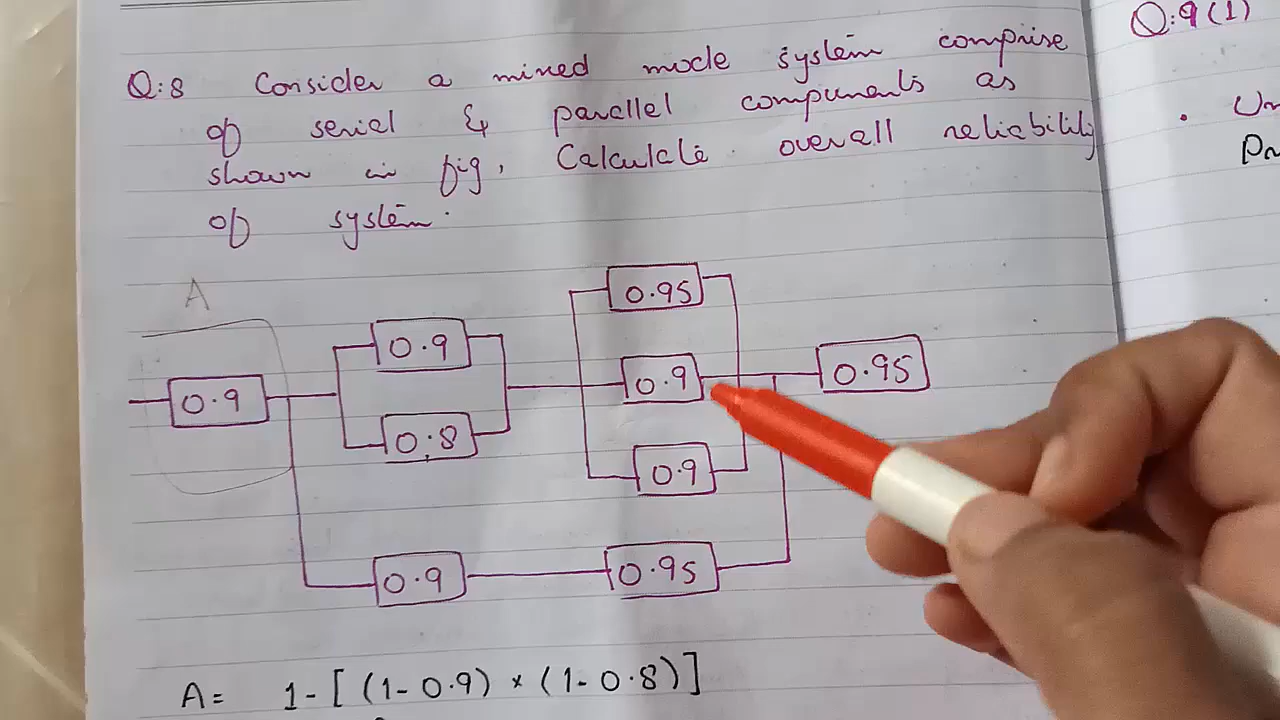 Q:9(1)
Q:8 Consider a mixed mode system comprise
of serial & parallel components as
shown in fig, Calculate overall reliability
of system.
A
0.95
0.9
0.9
0.9
0.95
0.8
0.9
0.9
0.95
A= 1-[(1-0.9) × (1-0.8)]